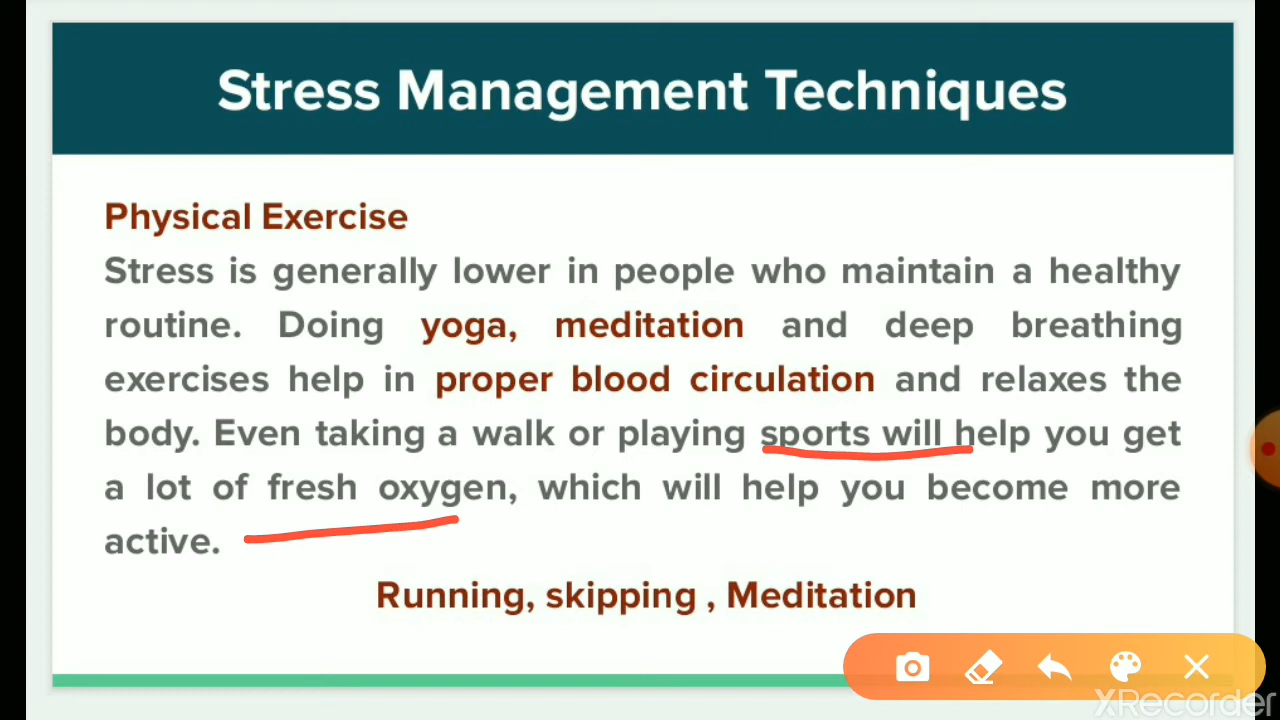 Stress Management Techniques
Physical Exercise
Stress is generally lower in people who maintain a healthy
routine. Doing yoga, meditation and deep breathing
exercises help in proper blood circulation and relaxes the
body. Even taking a walk or playing sports will help you get
a lot of fresh oxygen, which will help you become more
active.
Running, skipping , Meditation
XRecorder